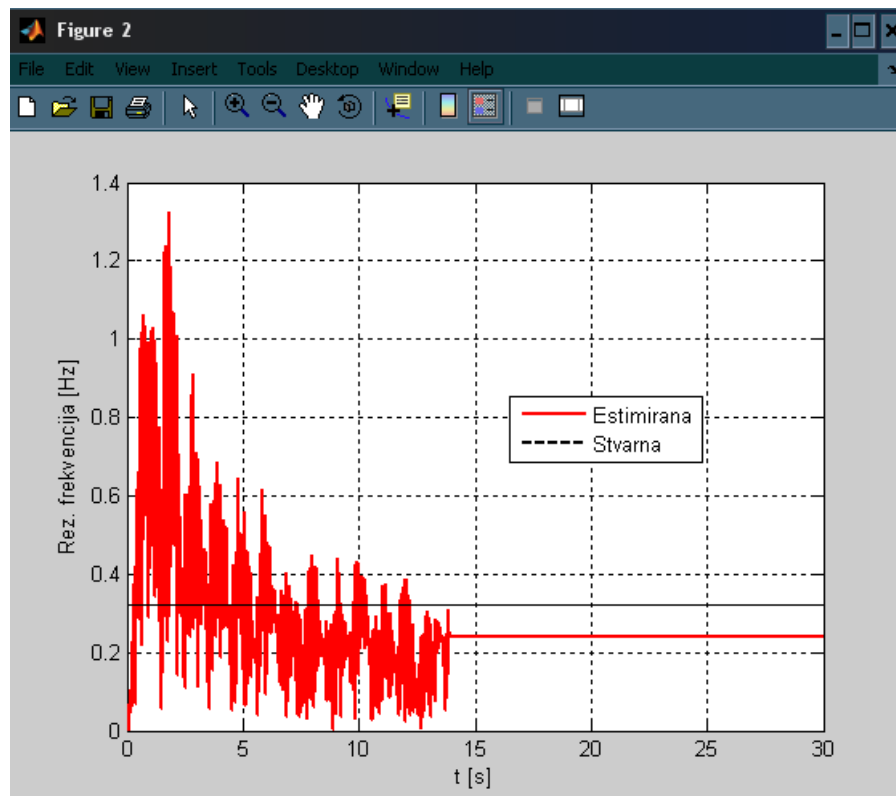 Figure 2
File Edit View Insert Tools Desktop Window Help
1.4
1.2
1
0.8
0.6
0.4
0.2
0
Rez. frekvencija [Hz]
Estimirana
Stvarna
0 5 10 15 20 25 30
t [s]